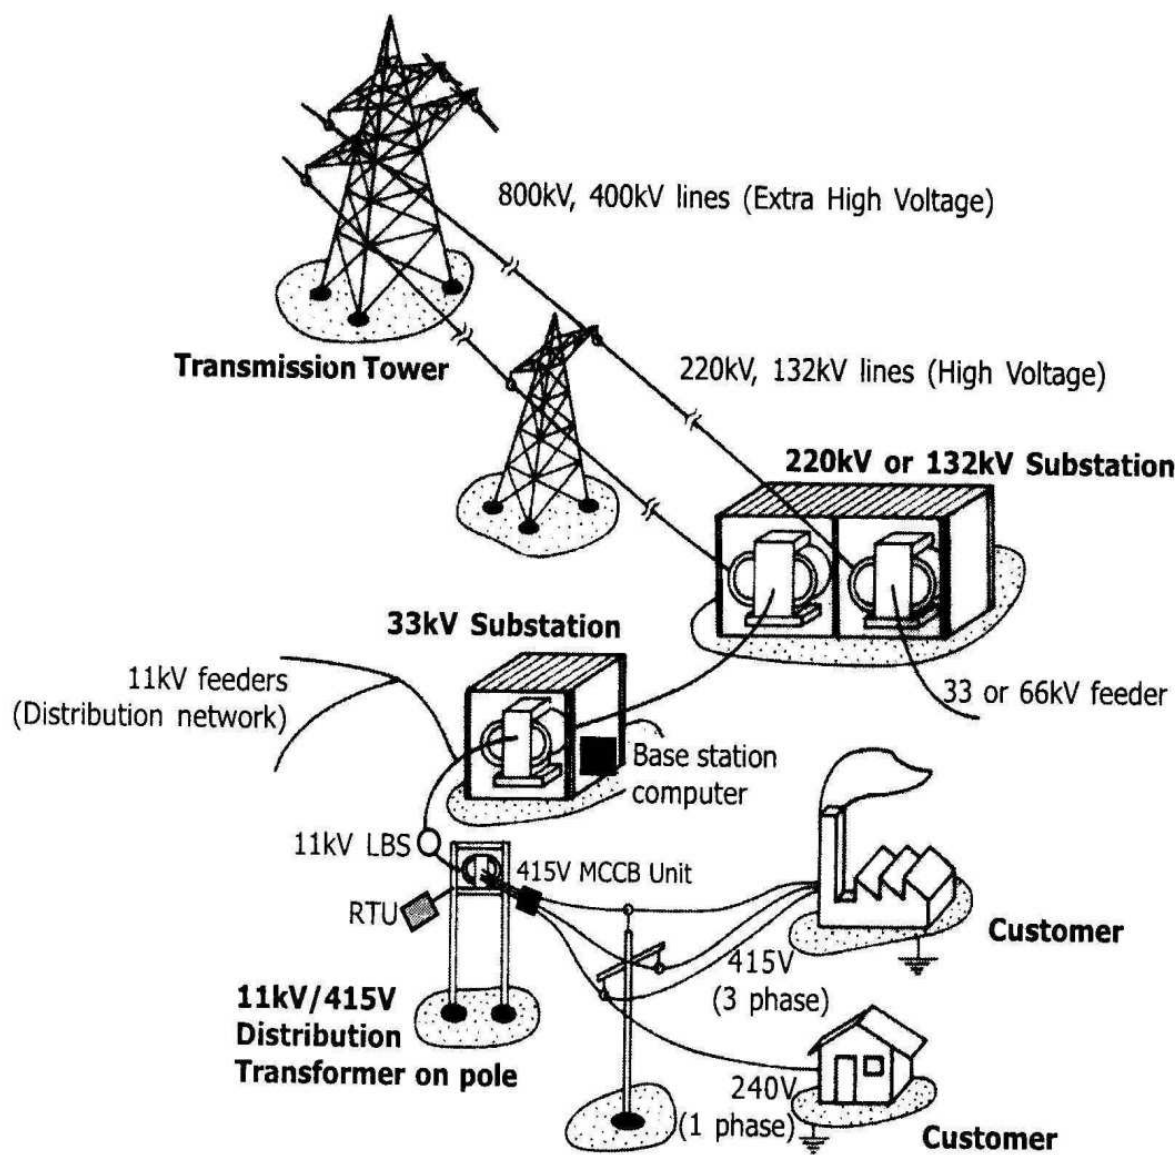 800kV, 400kV lines (Extra High Voltage)
Transmission Tower
220kV, 132kV lines (High Voltage)
220kV or 132kV Substation
33kV Substation
11kV feeders
(Distribution network)
33 or 66kV feeder
Base station
computer
11kV LBS
415V MCCB Unit
RTU
Customer
415V
(3 phase)
11kV/415V
Distribution
Transformer on pole
240V
(1 phase)
Customer